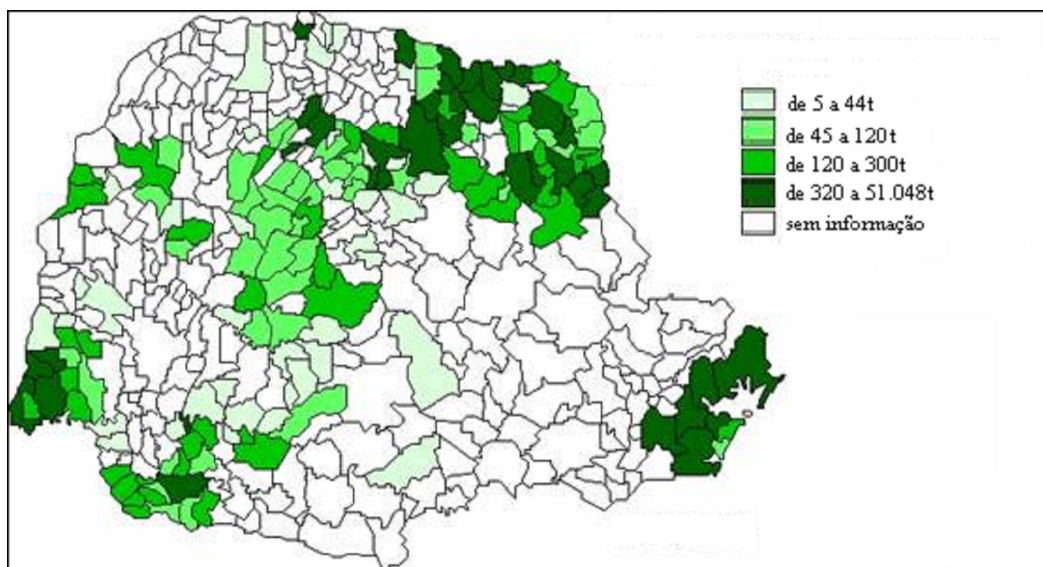 de 5 a 44t
de 45 a 120t
de 120 a 300t
de 320 a 51.048t
sem informação